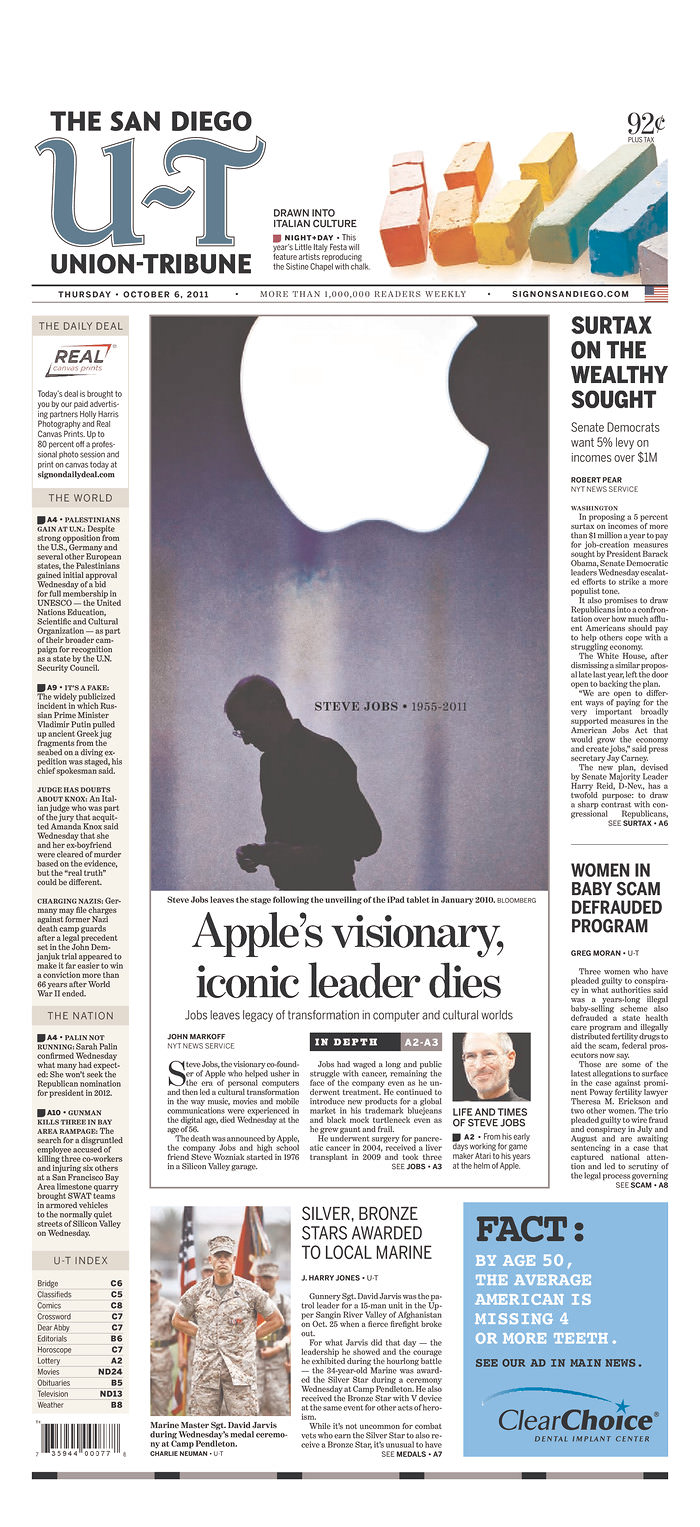 THE SAN DIEGO
U-T
UNION-TRIBUNE
DRAWN INTO
ITALIAN CULTURE
NIGHT+DAY • This
year's Little Italy Festa will
feature artists reproducing
the Sistine Chapel with chalk.
92¢
PLUS TAX
THURSDAY • OCTOBER 6, 2011 • MORE THAN 1,000,000 READERS WEEKLY • SIGNONSANDIEGO.COM
THE DAILY DEAL
REAL®
canvas prints
Today's deal is brought to
you by our paid advertis-
ing partners Holly Harris
Photography and Real
Canvas Prints. Up to
80 percent off a profes-
sional photo session and
print on canvas today at
signondailydeal.com
THE WORLD
A4 • PALESTINIANS
GAIN AT U.N.: Despite
strong opposition from
the U.S., Germany and
several other European
states, the Palestinians
gained initial approval
Wednesday of a bid
for full membership in
UNESCO — the United
Nations Education,
Scientific and Cultural
Organization — as part
of their broader cam-
paign for recognition
as a state by the U.N.
Security Council.
A9 • IT'S A FAKE:
The widely publicized
incident in which Rus-
sian Prime Minister
Vladimir Putin pulled
up ancient Greek jug
fragments from the
seabed on a diving ex-
pedition was staged, his
chief spokesman said.
JUDGE HAS DOUBTS
ABOUT KNOX: An Ital-
ian judge who was part
of the jury that acquit-
ted Amanda Knox said
Wednesday that she
and her ex-boyfriend
were cleared of murder
based on the evidence,
but the "real truth"
could be different.
CHARGING NAZIS: Ger-
many may file charges
against former Nazi
death camp guards
after a legal precedent
set in the John Dem-
janjuk trial appeared to
make it far easier to win
a conviction more than
66 years after World
War II ended.
THE NATION
A4 • PALIN NOT
RUNNING: Sarah Palin
confirmed Wednesday
what many had expect-
ed: She won't seek the
Republican nomination
for president in 2012.
A10 • GUNMAN
KILLS THREE IN BAY
AREA RAMPAGE: The
search for a disgruntled
employee accused of
killing three co-workers
and injuring six others
at a San Francisco Bay
Area limestone quarry
brought SWAT teams
in armored vehicles
to the normally quiet
streets of Silicon Valley
on Wednesday.
U-T INDEX
Bridge C6
Classifieds C5
Comics C8
Crossword C7
Dear Abby C7
Editorials B6
Horoscope C7
Lottery A2
Movies ND24
Obituaries B5
Television ND13
Weather B8
7 35944 00077 6
STEVE JOBS • 1955-2011
Steve Jobs leaves the stage following the unveiling of the iPad tablet in January 2010. BLOOMBERG
Apple's visionary,
iconic leader dies
Jobs leaves legacy of transformation in computer and cultural worlds
JOHN MARKOFF
NYT NEWS SERVICE
Steve Jobs, the visionary co-found-
er of Apple who helped usher in
the era of personal computers
and then led a cultural transformation
in the way music, movies and mobile
communications were experienced in
the digital age, died Wednesday at the
age of 56.
The death was announced by Apple,
the company Jobs and high school
friend Steve Wozniak started in 1976
in a Silicon Valley garage.
IN DEPTH A2-A3
Jobs had waged a long and public
struggle with cancer, remaining the
face of the company even as he un-
derwent treatment. He continued to
introduce new products for a global
market in his trademark bluejeans
and black mock turtleneck even as
he grew gaunt and frail.
He underwent surgery for pancre-
atic cancer in 2004, received a liver
transplant in 2009 and took three
SEE JOBS • A3
LIFE AND TIMES
OF STEVE JOBS
A2 • From his early
days working for game
maker Atari to his years
at the helm of Apple.
SURTAX
ON THE
WEALTHY
SOUGHT
Senate Democrats
want 5% levy on
incomes over $1M
ROBERT PEAR
NYT NEWS SERVICE
WASHINGTON
In proposing a 5 percent
surtax on incomes of more
than $1 million a year to pay
for job-creation measures
sought by President Barack
Obama, Senate Democratic
leaders Wednesday escalat-
ed efforts to strike a more
populist tone.
It also promises to draw
Republicans into a confron-
tation over how much afflu-
ent Americans should pay
to help others cope with a
struggling economy.
The White House, after
dismissing a similar propos-
al late last year, left the door
open to backing the plan.
"We are open to differ-
ent ways of paying for the
very important broadly
supported measures in the
American Jobs Act that
would grow the economy
and create jobs," said press
secretary Jay Carney.
The new plan, devised
by Senate Majority Leader
Harry Reid, D-Nev., has a
twofold purpose: to draw
a sharp contrast with con-
gressional Republicans,
SEE SURTAX • A6
WOMEN IN
BABY SCAM
DEFRAUDED
PROGRAM
GREG MORAN • U-T
Three women who have
pleaded guilty to conspira-
cy in what authorities said
was a years-long illegal
baby-selling scheme also
defrauded a state health
care program and illegally
distributed fertility drugs to
aid the scam, federal pros-
ecutors now say.
Those are some of the
latest allegations to surface
in the case against promi-
nent Poway fertility lawyer
Theresa M. Erickson and
two other women. The trio
pleaded guilty to wire fraud
and conspiracy in July and
August and are awaiting
sentencing in a case that
captured national atten-
tion and led to scrutiny of
the legal process governing
SEE SCAM • A8
Marine Master Sgt. David Jarvis
during Wednesday's medal ceremo-
ny at Camp Pendleton.
CHARLIE NEUMAN • U-T
SILVER, BRONZE
STARS AWARDED
TO LOCAL MARINE
J. HARRY JONES • U-T
Gunnery Sgt. David Jarvis was the pa-
trol leader for a 15-man unit in the Up-
per Sangin River Valley of Afghanistan
on Oct. 25 when a fierce firefight broke
out.
For what Jarvis did that day — the
leadership he showed and the courage
he exhibited during the hourlong battle
— the 34-year-old Marine was award-
ed the Silver Star during a ceremony
Wednesday at Camp Pendleton. He also
received the Bronze Star with V device
at the same event for other acts of hero-
ism.
While it's not uncommon for combat
vets who earn the Silver Star to also re-
ceive a Bronze Star, it's unusual to have
SEE MEDALS • A7
FACT:
BY AGE 50,
THE AVERAGE
AMERICAN IS
MISSING 4
OR MORE TEETH.
SEE OUR AD IN MAIN NEWS.
ClearChoice®
DENTAL IMPLANT CENTER